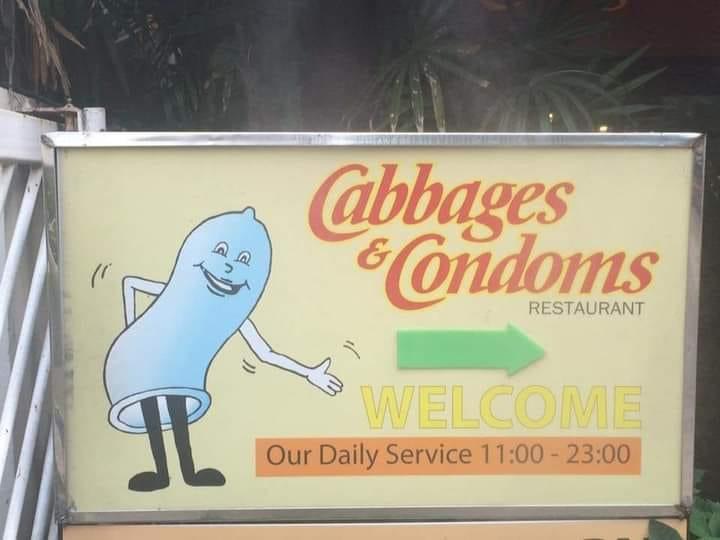 Cabbages
& Condoms
RESTAURANT
WELCOME
Our Daily Service 11:00 - 23:00